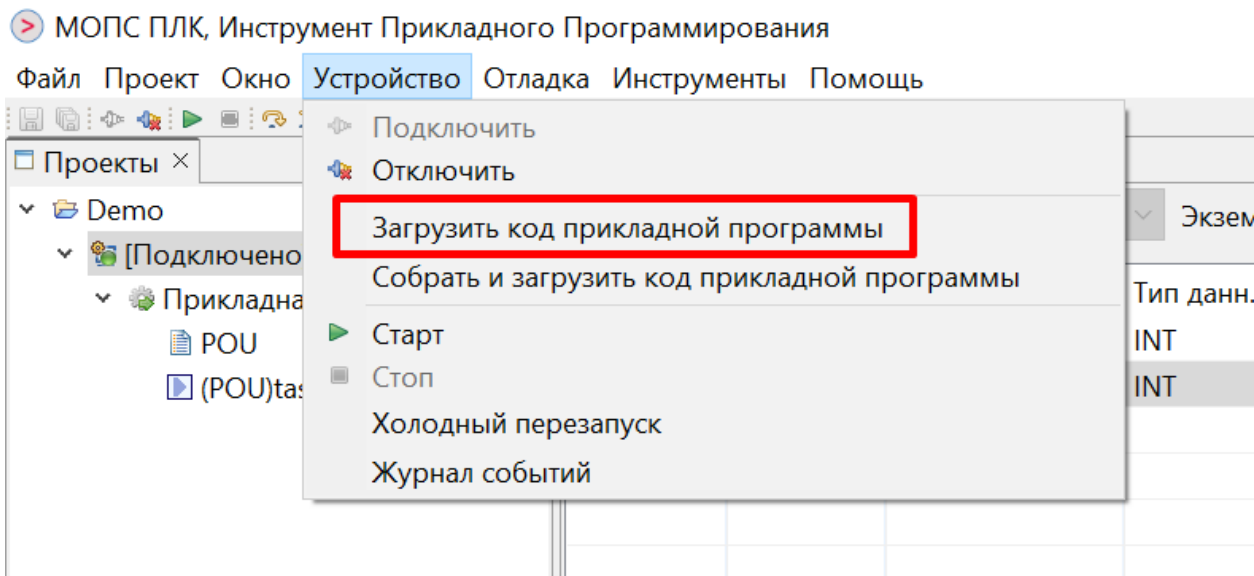 МОПС ПЛК, Инструмент Прикладного Программирования
Файл Проект Окно Устройство Отладка Инструменты Помощь
Проекты
Demo
[Подключено
Прикладна
POU
(POU)tas
Подключить
Отключить
Загрузить код прикладной программы
Собрать и загрузить код прикладной программы
Старт
Стоп
Холодный перезапуск
Журнал событий
Экзем
Тип данн.
INT
INT